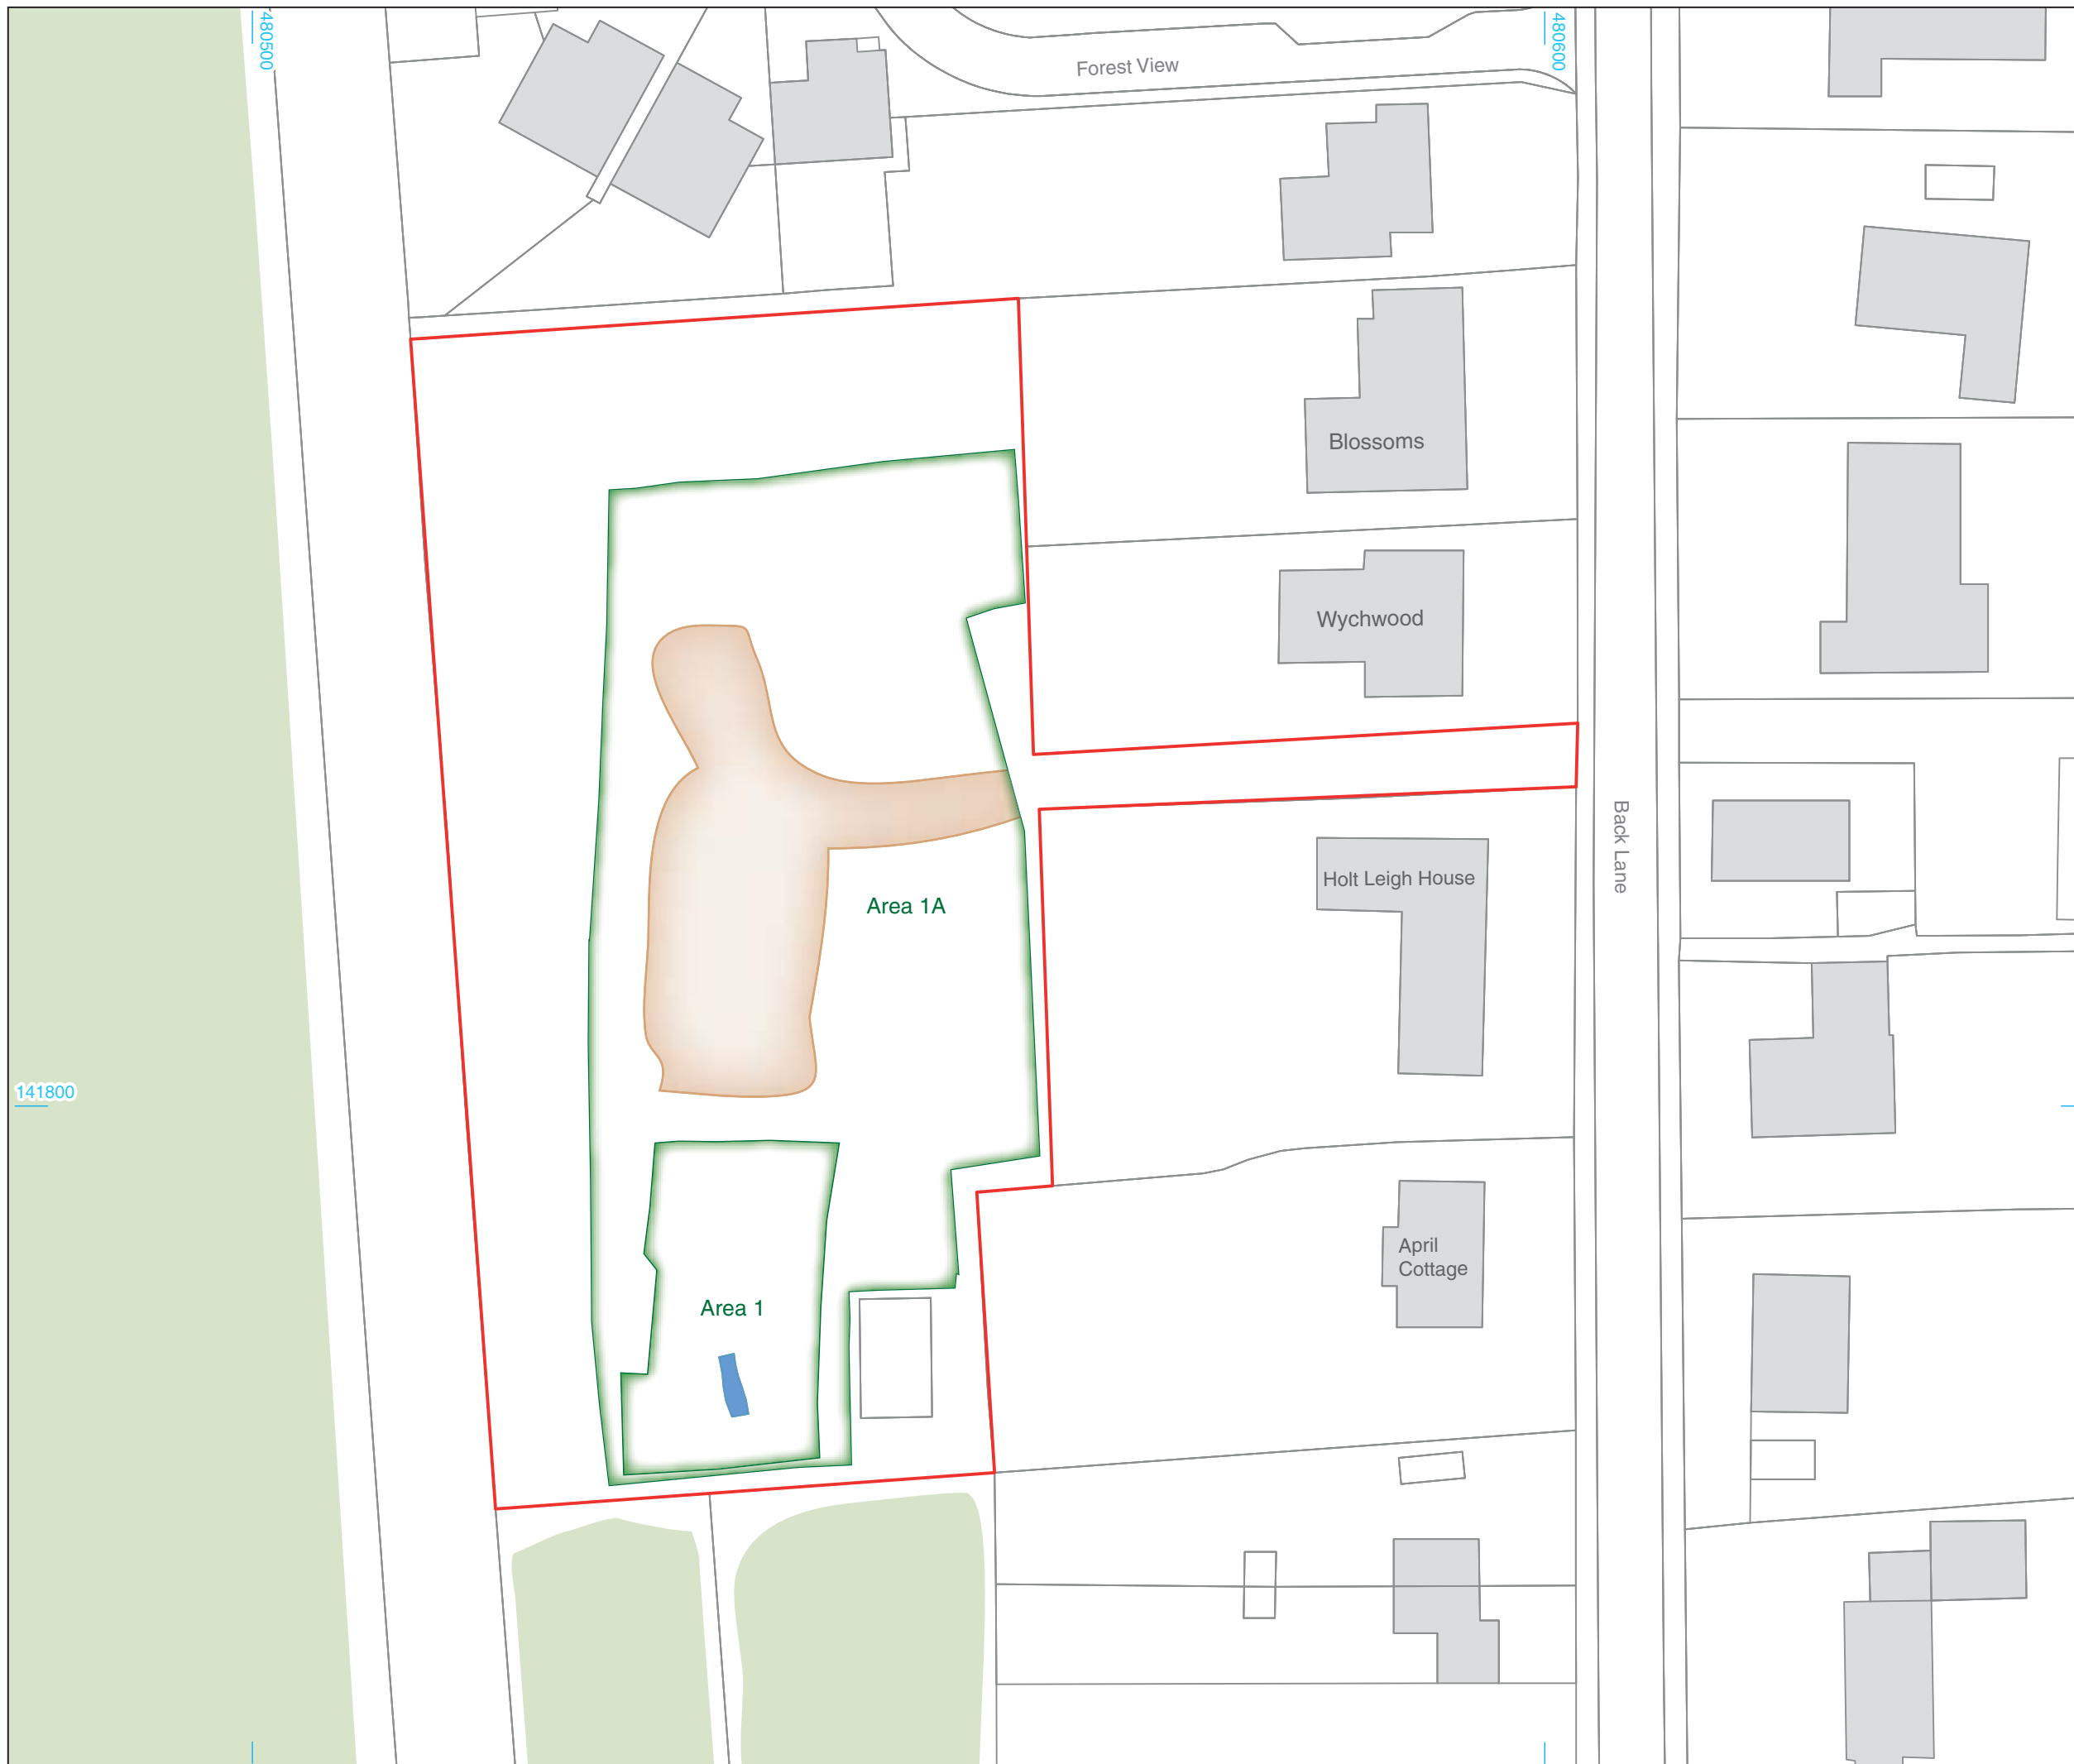 480500
480600
Forest View
Blossoms
Wychwood
Back Lane
Holt Leigh House
Area 1A
141800
April
Cottage
Area 1